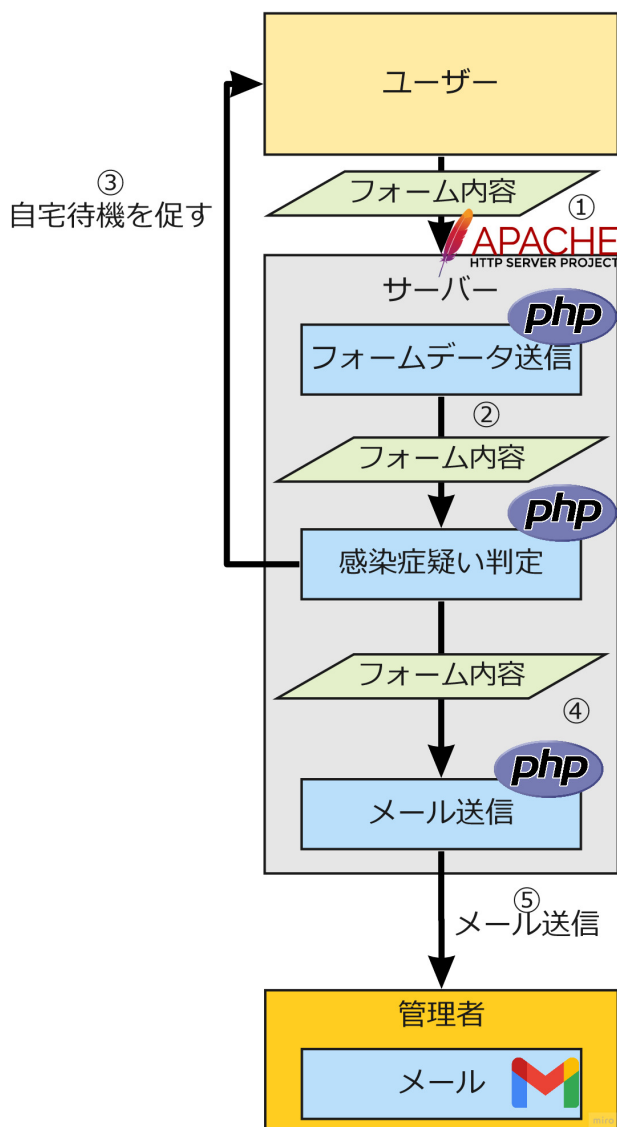 ユーザー
フォーム内容
①
APACHE
HTTP SERVER PROJECT
③
自宅待機を促す
サーバー
php
フォームデータ送信
②
フォーム内容
php
感染症疑い判定
フォーム内容
④
php
メール送信
⑤
メール送信
管理者
メール
miro